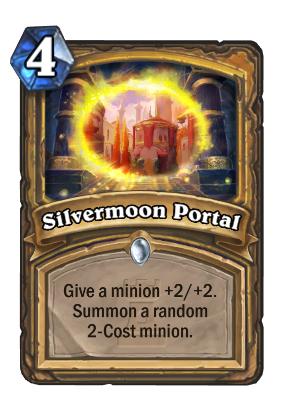 4
Silvermoon Portal
Give a minion +2/+2.
Summon a random
2-Cost minion.